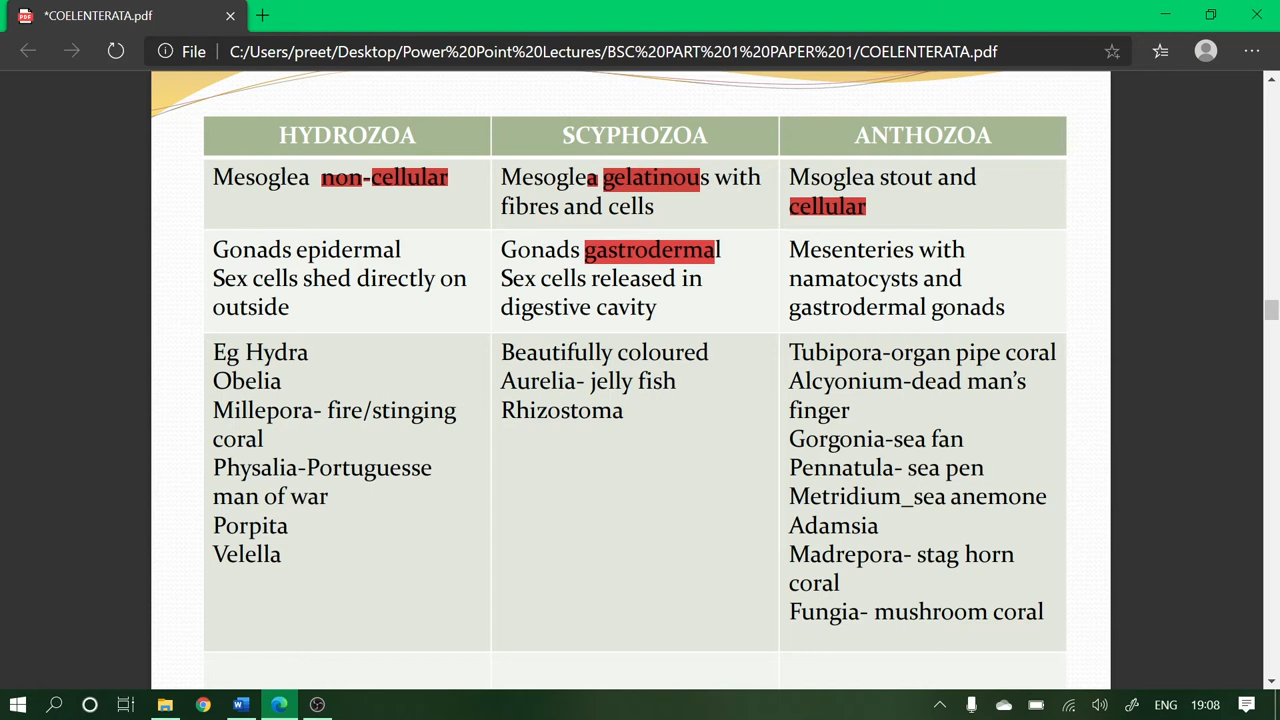 *COELENTERATA.pdf
File
C:/Users/preet/Desktop/Power%20Point%20Lectures/BSC%20PART%201%20PAPER%201/COELENTERATA.pdf
HYDROZOA
SCYPHOZOA
ANTHOZOA
Mesoglea non-cellular
Mesoglea gelatinous with
fibres and cells
Msoglea stout and
cellular
Gonads epidermal
Sex cells shed directly on
outside
Gonads gastrodermal
Sex cells released in
digestive cavity
Mesenteries with
namatocysts and
gastrodermal gonads
Eg Hydra
Obelia
Millepora- fire/stinging
coral
Physalia-Portuguesse
man of war
Porpita
Velella
Beautifully coloured
Aurelia- jelly fish
Rhizostoma
Tubipora-organ pipe coral
Alcyonium-dead man's
finger
Gorgonia-sea fan
Pennatula- sea pen
Metridium_sea anemone
Adamsia
Madrepora- stag horn
coral
Fungia- mushroom coral
ENG
19:08